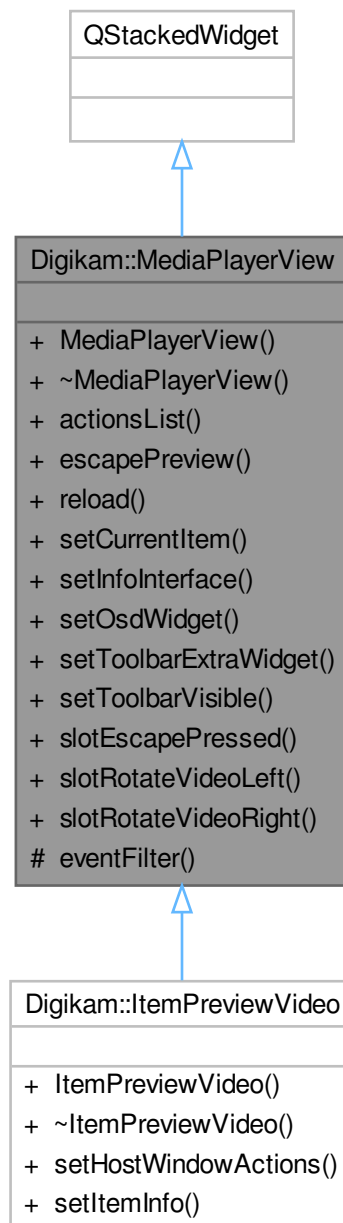 QStackedWidget
Digikam::MediaPlayerView
+ MediaPlayerView()
+ ~MediaPlayerView()
+ actionsList()
+ escapePreview()
+ reload()
+ setCurrentItem()
+ setInfoInterface()
+ setOsdWidget()
+ setToolbarExtraWidget()
+ setToolbarVisible()
+ slotEscapePressed()
+ slotRotateVideoLeft()
+ slotRotateVideoRight()
# eventFilter()
Digikam::ItemPreviewVideo
+ ItemPreviewVideo()
+ ~ItemPreviewVideo()
+ setHostWindowActions()
+ setItemInfo()